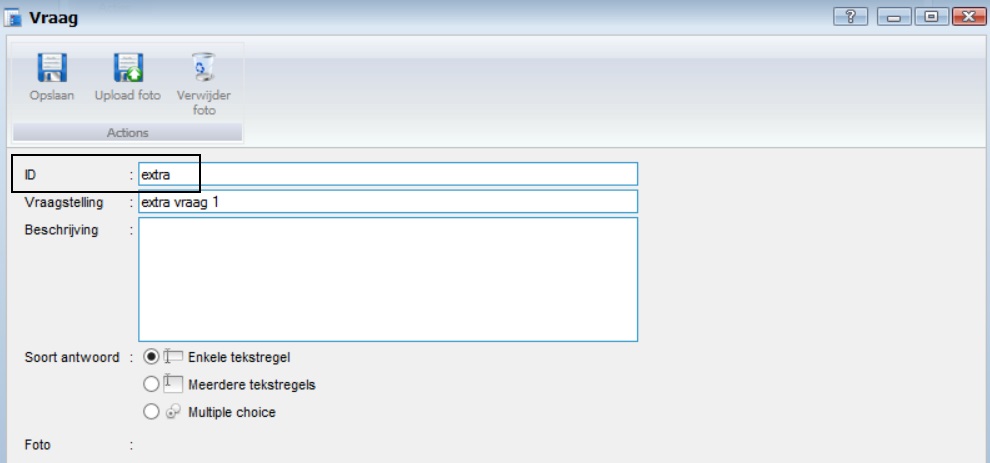 Vraag
Opslaan
Upload foto
Verwijder
foto
Actions
ID : extra
Vraagstelling : extra vraag 1
Beschrijving :
Soort antwoord : Enkele tekstregel
Meerdere tekstregels
Multiple choice
Foto :